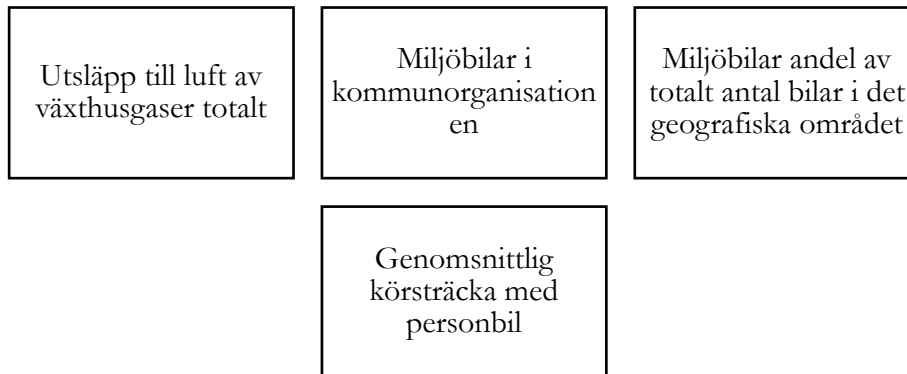 Utsläpp till luft av
växthusgaser totalt
Miljöbilar i
kommunorganisation
en
Miljöbilar andel av
totalt antal bilar i det
geografiska området
Genomsnittlig
körsträcka med
personbil